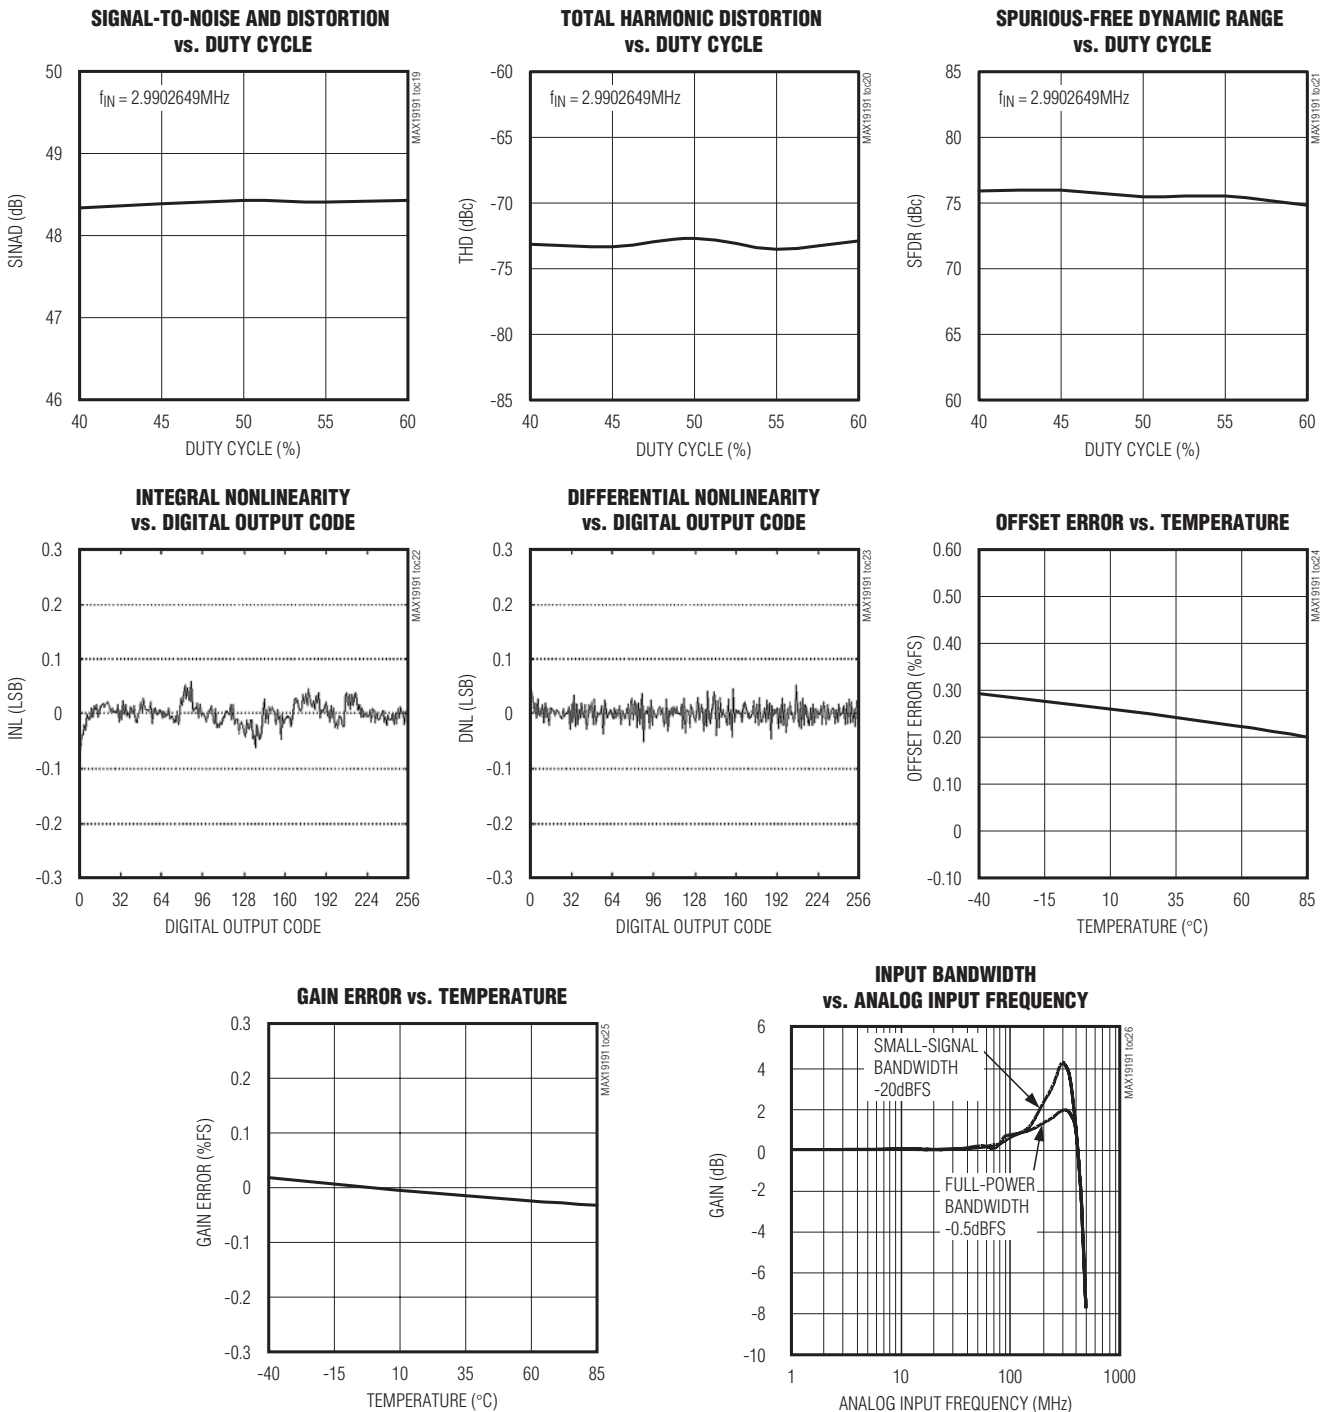 SIGNAL-TO-NOISE AND DISTORTION
vs. DUTY CYCLE
50
49
48
47
46
SINAD (dB)
fIN = 2.9902649MHz
MAX19191 toc19
40 45 50 55 60
DUTY CYCLE (%)
TOTAL HARMONIC DISTORTION
vs. DUTY CYCLE
-60
-65
-70
-75
-80
-85
THD (dBc)
fIN = 2.9902649MHz
MAX19191 toc20
40 45 50 55 60
DUTY CYCLE (%)
SPURIOUS-FREE DYNAMIC RANGE
vs. DUTY CYCLE
85
80
75
70
65
60
SFDR (dBc)
fIN = 2.9902649MHz
MAX19191 toc21
40 45 50 55 60
DUTY CYCLE (%)
INTEGRAL NONLINEARITY
vs. DIGITAL OUTPUT CODE
0.3
0.2
0.1
0
-0.1
-0.2
-0.3
INL (LSB)
MAX19191 toc22
0 32 64 96 128 160 192 224 256
DIGITAL OUTPUT CODE
DIFFERENTIAL NONLINEARITY
vs. DIGITAL OUTPUT CODE
0.3
0.2
0.1
0
-0.1
-0.2
-0.3
DNL (LSB)
MAX19191 toc23
0 32 64 96 128 160 192 224 256
DIGITAL OUTPUT CODE
OFFSET ERROR vs. TEMPERATURE
0.60
0.50
0.40
0.30
0.20
0.10
0
-0.10
OFFSET ERROR (%FS)
MAX19191 toc24
-40 -15 10 35 60 85
TEMPERATURE (°C)
GAIN ERROR vs. TEMPERATURE
0.3
0.2
0.1
0
-0.1
-0.2
-0.3
GAIN ERROR (%FS)
MAX19191 toc25
-40 -15 10 35 60 85
TEMPERATURE (°C)
INPUT BANDWIDTH
vs. ANALOG INPUT FREQUENCY
6
4
2
0
-2
-4
-6
-8
-10
GAIN (dB)
SMALL-SIGNAL
BANDWIDTH
-20dBFS
FULL-POWER
BANDWIDTH
-0.5dBFS
MAX19191 toc26
1 10 100 1000
ANALOG INPUT FREQUENCY (MHz)